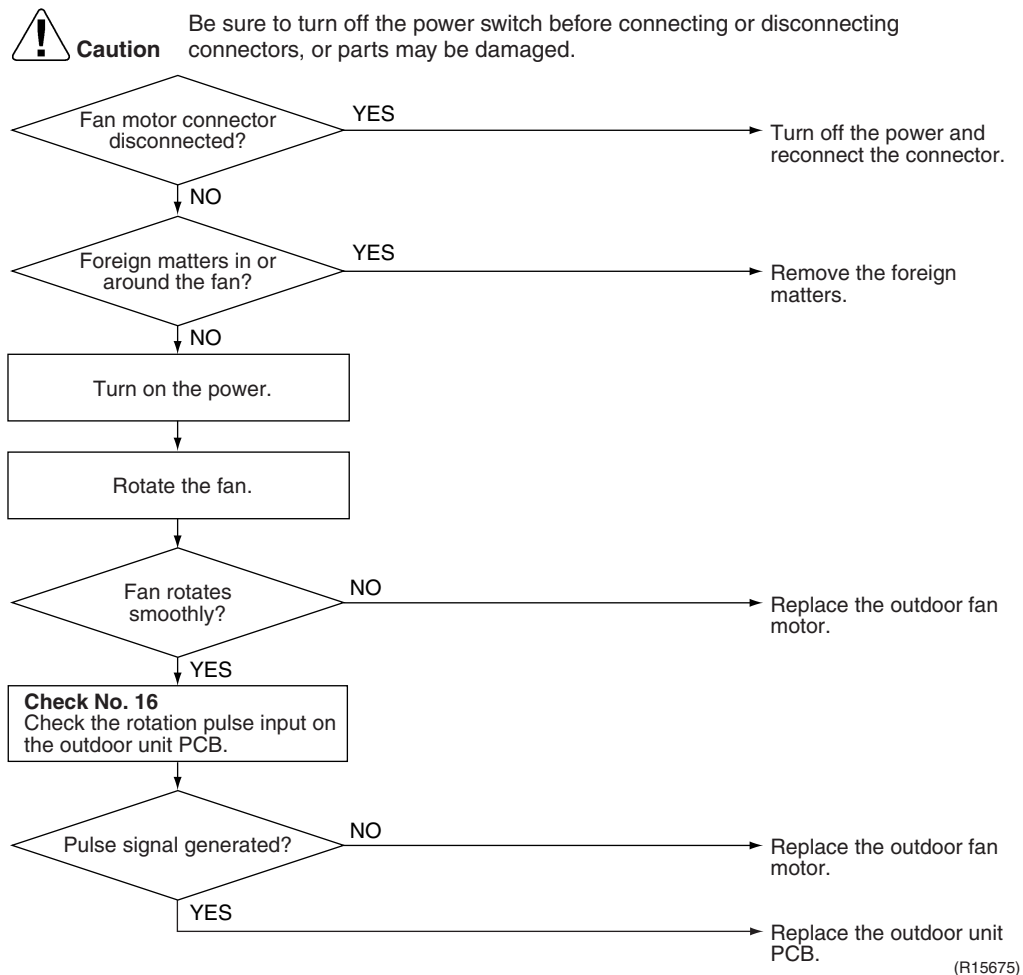 Be sure to turn off the power switch before connecting or disconnecting
Caution connectors, or parts may be damaged.
Fan motor connector
disconnected?
YES
Turn off the power and
reconnect the connector.
NO
Foreign matters in or
around the fan?
YES
Remove the foreign
matters.
NO
Turn on the power.
Rotate the fan.
Fan rotates
smoothly?
NO
Replace the outdoor fan
motor.
YES
Check No. 16
Check the rotation pulse input on
the outdoor unit PCB.
Pulse signal generated?
NO
Replace the outdoor fan
motor.
YES
Replace the outdoor unit
PCB.
(R15675)